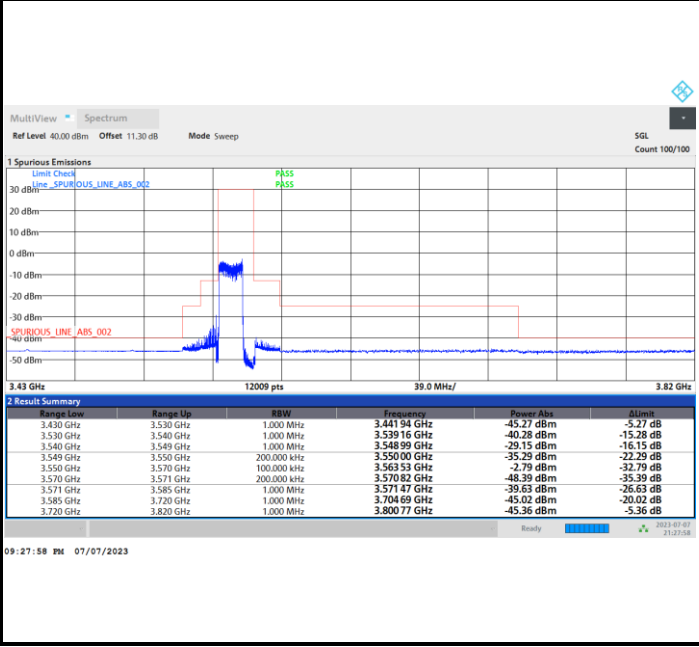 MultiView Spectrum
Ref Level 40.00 dBm Offset 11.30 dB Mode Sweep SGL
Count 100/100
1 Spurious Emissions
Limit Check PASS
Line _SPURIOUS_LINE_ABS_002 PASS
30 dBm
20 dBm
10 dBm
0 dBm
-10 dBm
-20 dBm
-30 dBm
_SPURIOUS_LINE_ABS_002
-40 dBm
-50 dBm
3.43 GHz 12009 pts 39.0 MHz/ 3.82 GHz
2 Result Summary
Range Low Range Up RBW Frequency Power Abs ΔLimit
3.430 GHz 3.530 GHz 1.000 MHz 3.441 94 GHz -45.27 dBm -5.27 dB
3.530 GHz 3.540 GHz 1.000 MHz 3.539 16 GHz -40.28 dBm -15.28 dB
3.540 GHz 3.549 GHz 1.000 MHz 3.548 99 GHz -29.15 dBm -16.15 dB
3.549 GHz 3.550 GHz 200.000 kHz 3.550 00 GHz -35.29 dBm -22.29 dB
3.550 GHz 3.570 GHz 100.000 kHz 3.563 53 GHz -2.79 dBm -32.79 dB
3.570 GHz 3.571 GHz 200.000 kHz 3.570 82 GHz -48.39 dBm -35.39 dB
3.571 GHz 3.585 GHz 1.000 MHz 3.571 47 GHz -39.63 dBm -26.63 dB
3.585 GHz 3.720 GHz 1.000 MHz 3.704 69 GHz -45.02 dBm -20.02 dB
3.720 GHz 3.820 GHz 1.000 MHz 3.800 77 GHz -45.36 dBm -5.36 dB
Ready 2023-07-07
21:27:58
09:27:58 PM 07/07/2023